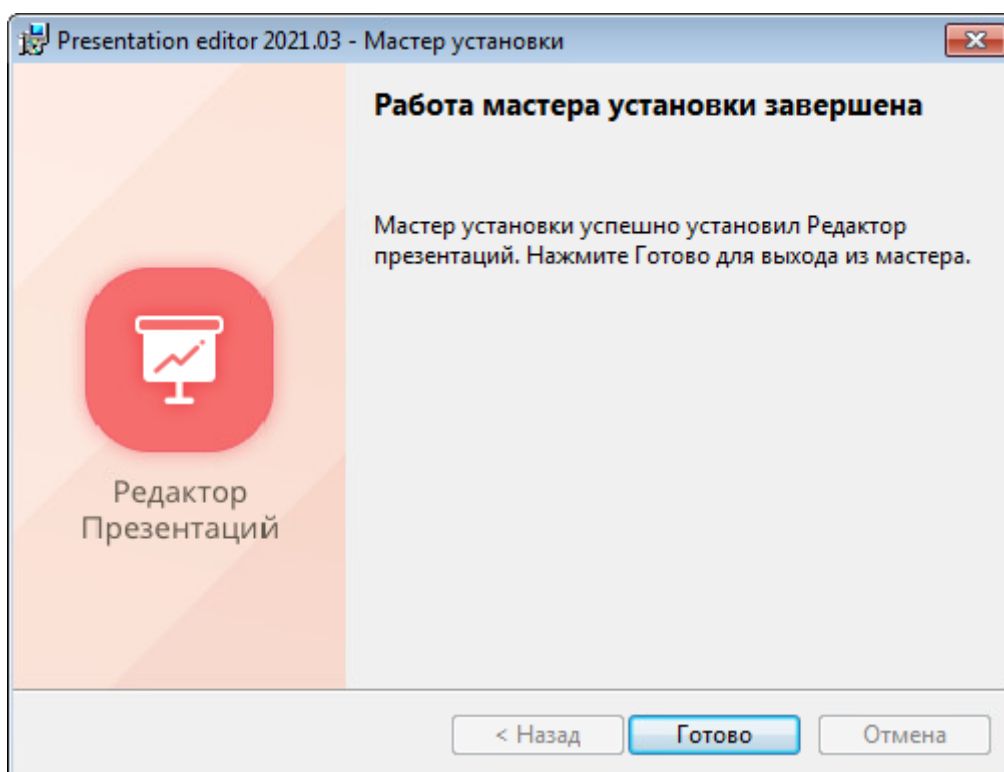 Presentation editor 2021.03 - Мастер установки
Работа мастера установки завершена
Мастер установки успешно установил Редактор
презентаций. Нажмите Готово для выхода из мастера.
Редактор
Презентаций
< Назад
Готово
Отмена